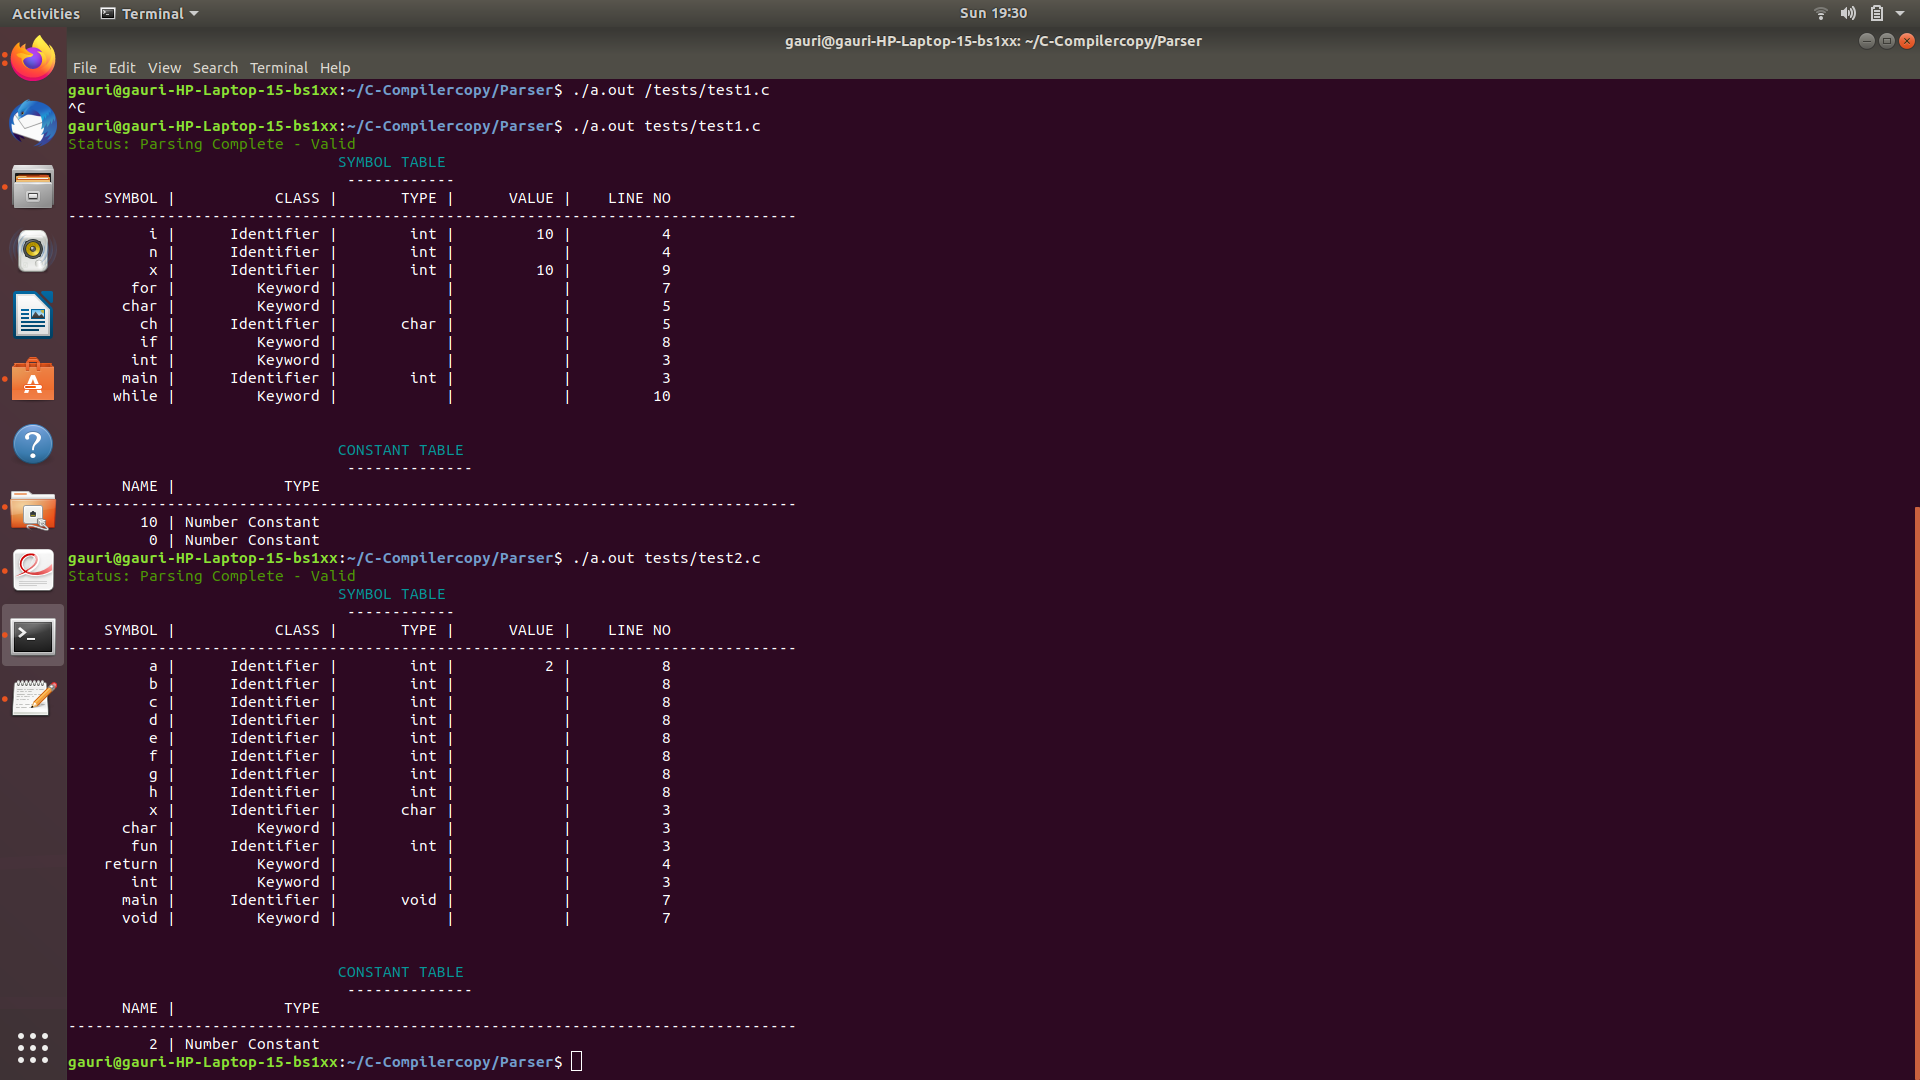 Activities Terminal Sun 19:30
gauri@gauri-HP-Laptop-15-bs1xx: ~/C-Compilercopy/Parser
File Edit View Search Terminal Help
gauri@gauri-HP-Laptop-15-bs1xx:~/C-Compilercopy/Parser$ ./a.out /tests/test1.c
^C
gauri@gauri-HP-Laptop-15-bs1xx:~/C-Compilercopy/Parser$ ./a.out tests/test1.c
Status: Parsing Complete - Valid
SYMBOL TABLE
------------
SYMBOL | CLASS | TYPE | VALUE | LINE NO
---------------------------------------------------------------------------------
i | Identifier | int | 10 | 4
n | Identifier | int | | 4
x | Identifier | int | 10 | 9
for | Keyword | | | 7
char | Keyword | | | 5
ch | Identifier | char | | 5
if | Keyword | | | 8
int | Keyword | | | 3
main | Identifier | int | | 3
while | Keyword | | | 10
CONSTANT TABLE
--------------
NAME | TYPE
---------------------------------------------------------------------------------
10 | Number Constant
0 | Number Constant
gauri@gauri-HP-Laptop-15-bs1xx:~/C-Compilercopy/Parser$ ./a.out tests/test2.c
Status: Parsing Complete - Valid
SYMBOL TABLE
------------
SYMBOL | CLASS | TYPE | VALUE | LINE NO
---------------------------------------------------------------------------------
a | Identifier | int | 2 | 8
b | Identifier | int | | 8
c | Identifier | int | | 8
d | Identifier | int | | 8
e | Identifier | int | | 8
f | Identifier | int | | 8
g | Identifier | int | | 8
h | Identifier | int | | 8
x | Identifier | char | | 3
char | Keyword | | | 3
fun | Identifier | int | | 3
return | Keyword | | | 4
int | Keyword | | | 3
main | Identifier | void | | 7
void | Keyword | | | 7
CONSTANT TABLE
--------------
NAME | TYPE
---------------------------------------------------------------------------------
2 | Number Constant
gauri@gauri-HP-Laptop-15-bs1xx:~/C-Compilercopy/Parser$